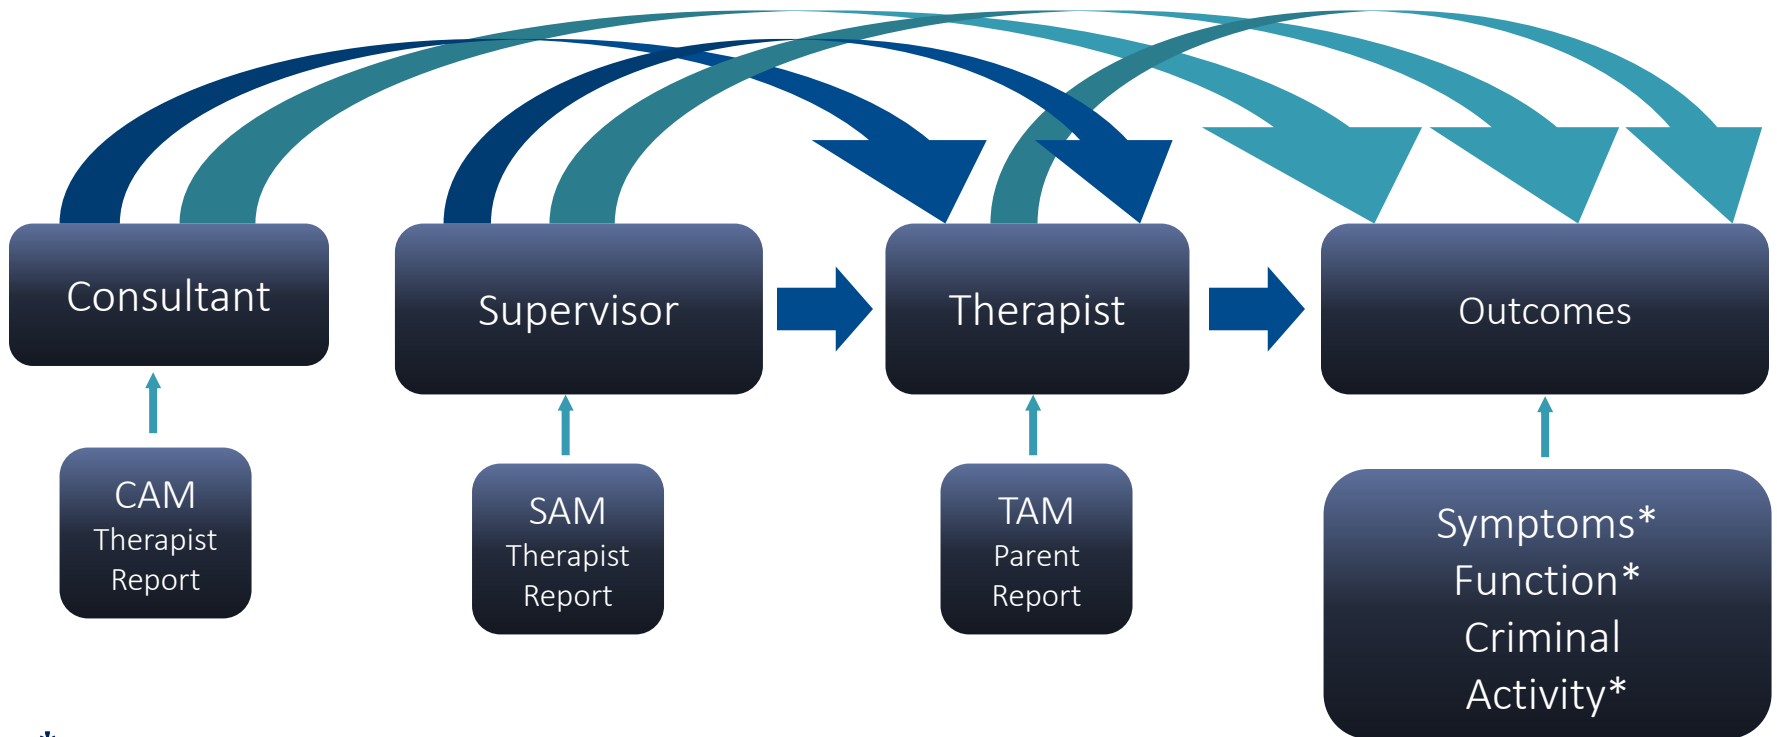 Consultant
Supervisor
Therapist
Outcomes
CAM
Therapist
Report
SAM
Therapist
Report
TAM
Parent
Report
Symptoms*
Function*
Criminal
Activity*
*